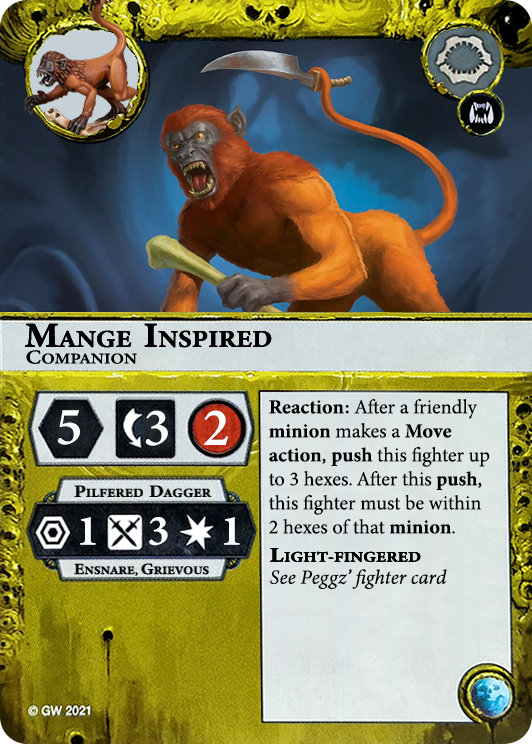 Mange Inspired
Companion
5 3 2
Pilfered Dagger
1 3 1
Ensnare, Grievous
Reaction: After a friendly
minion makes a Move
action, push this fighter up
to 3 hexes. After this push,
this fighter must be within
2 hexes of that minion.
Light-fingered
See Peggz' fighter card
© GW 2021